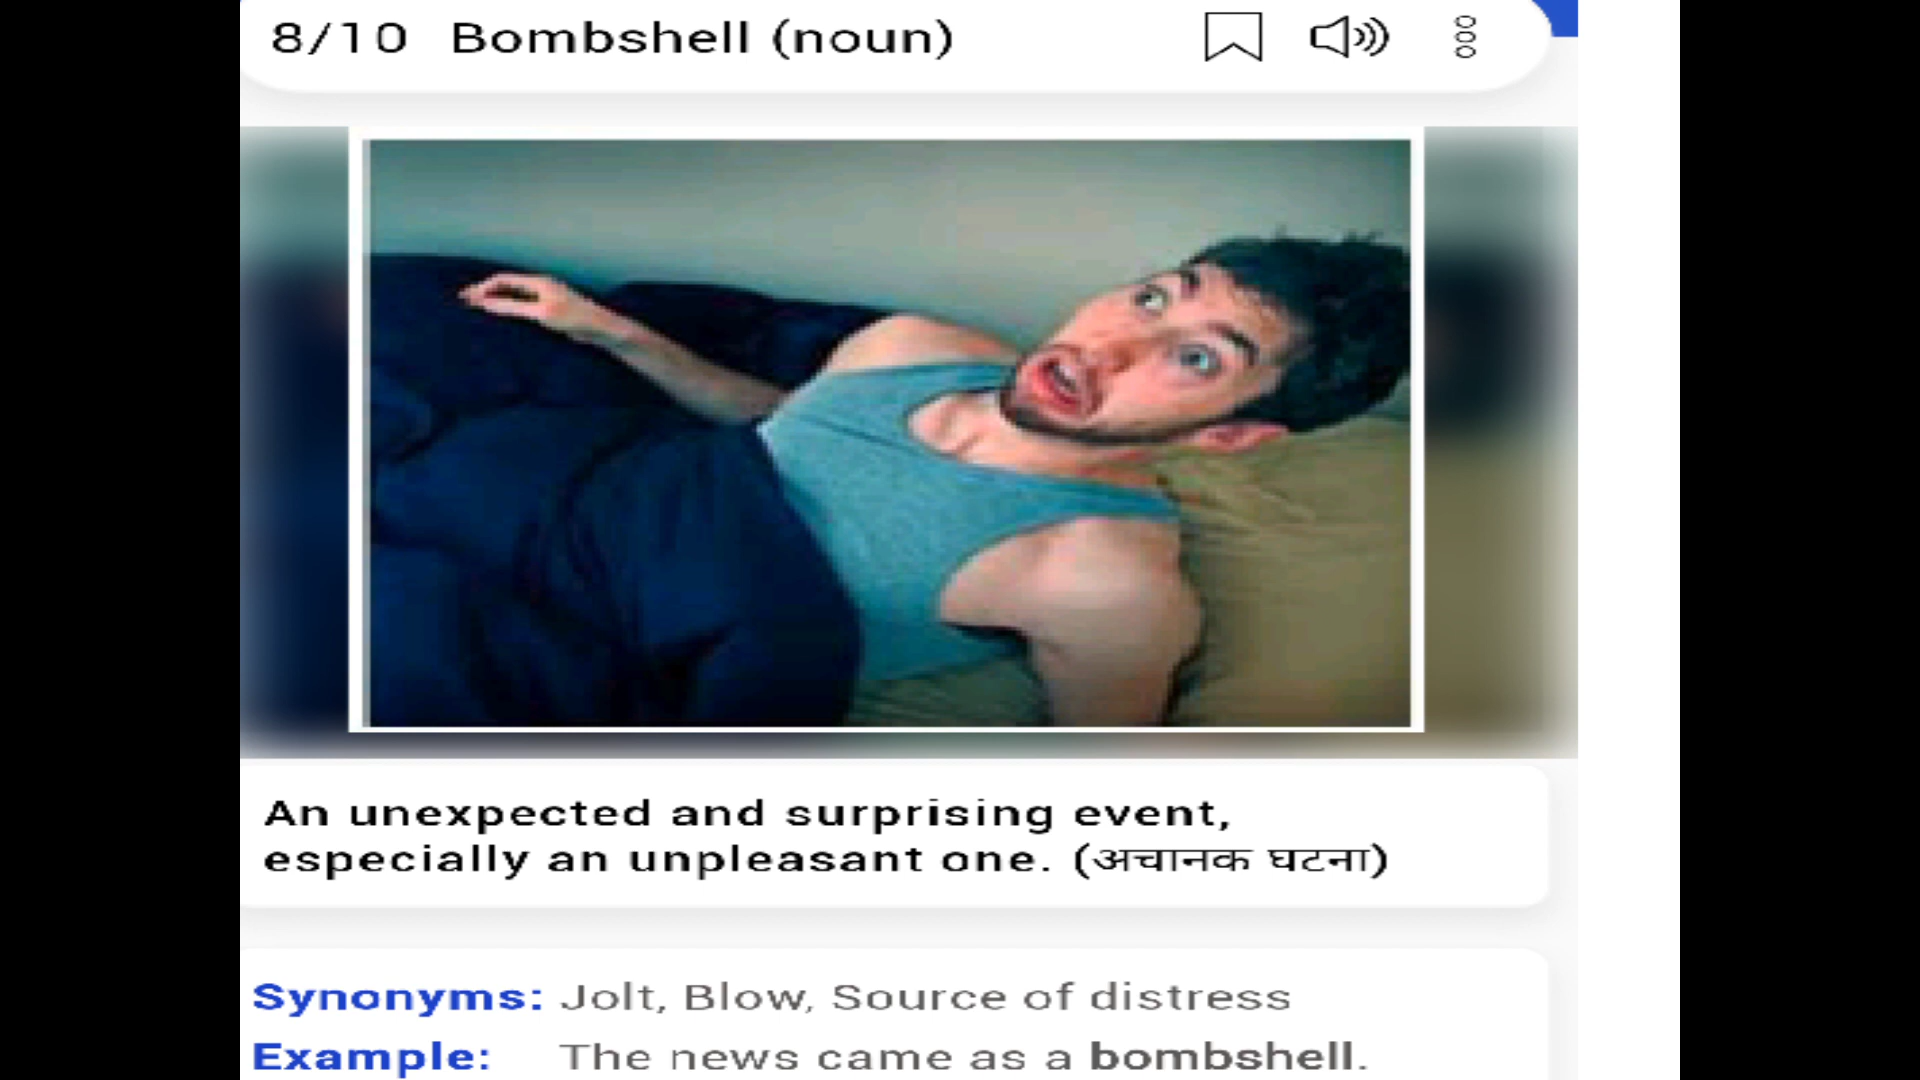 8/10 Bombshell (noun)
An unexpected and surprising event,
especially an unpleasant one. (अचानक घटना)
Synonyms: Jolt, Blow, Source of distress
Example: The news came as a bombshell.